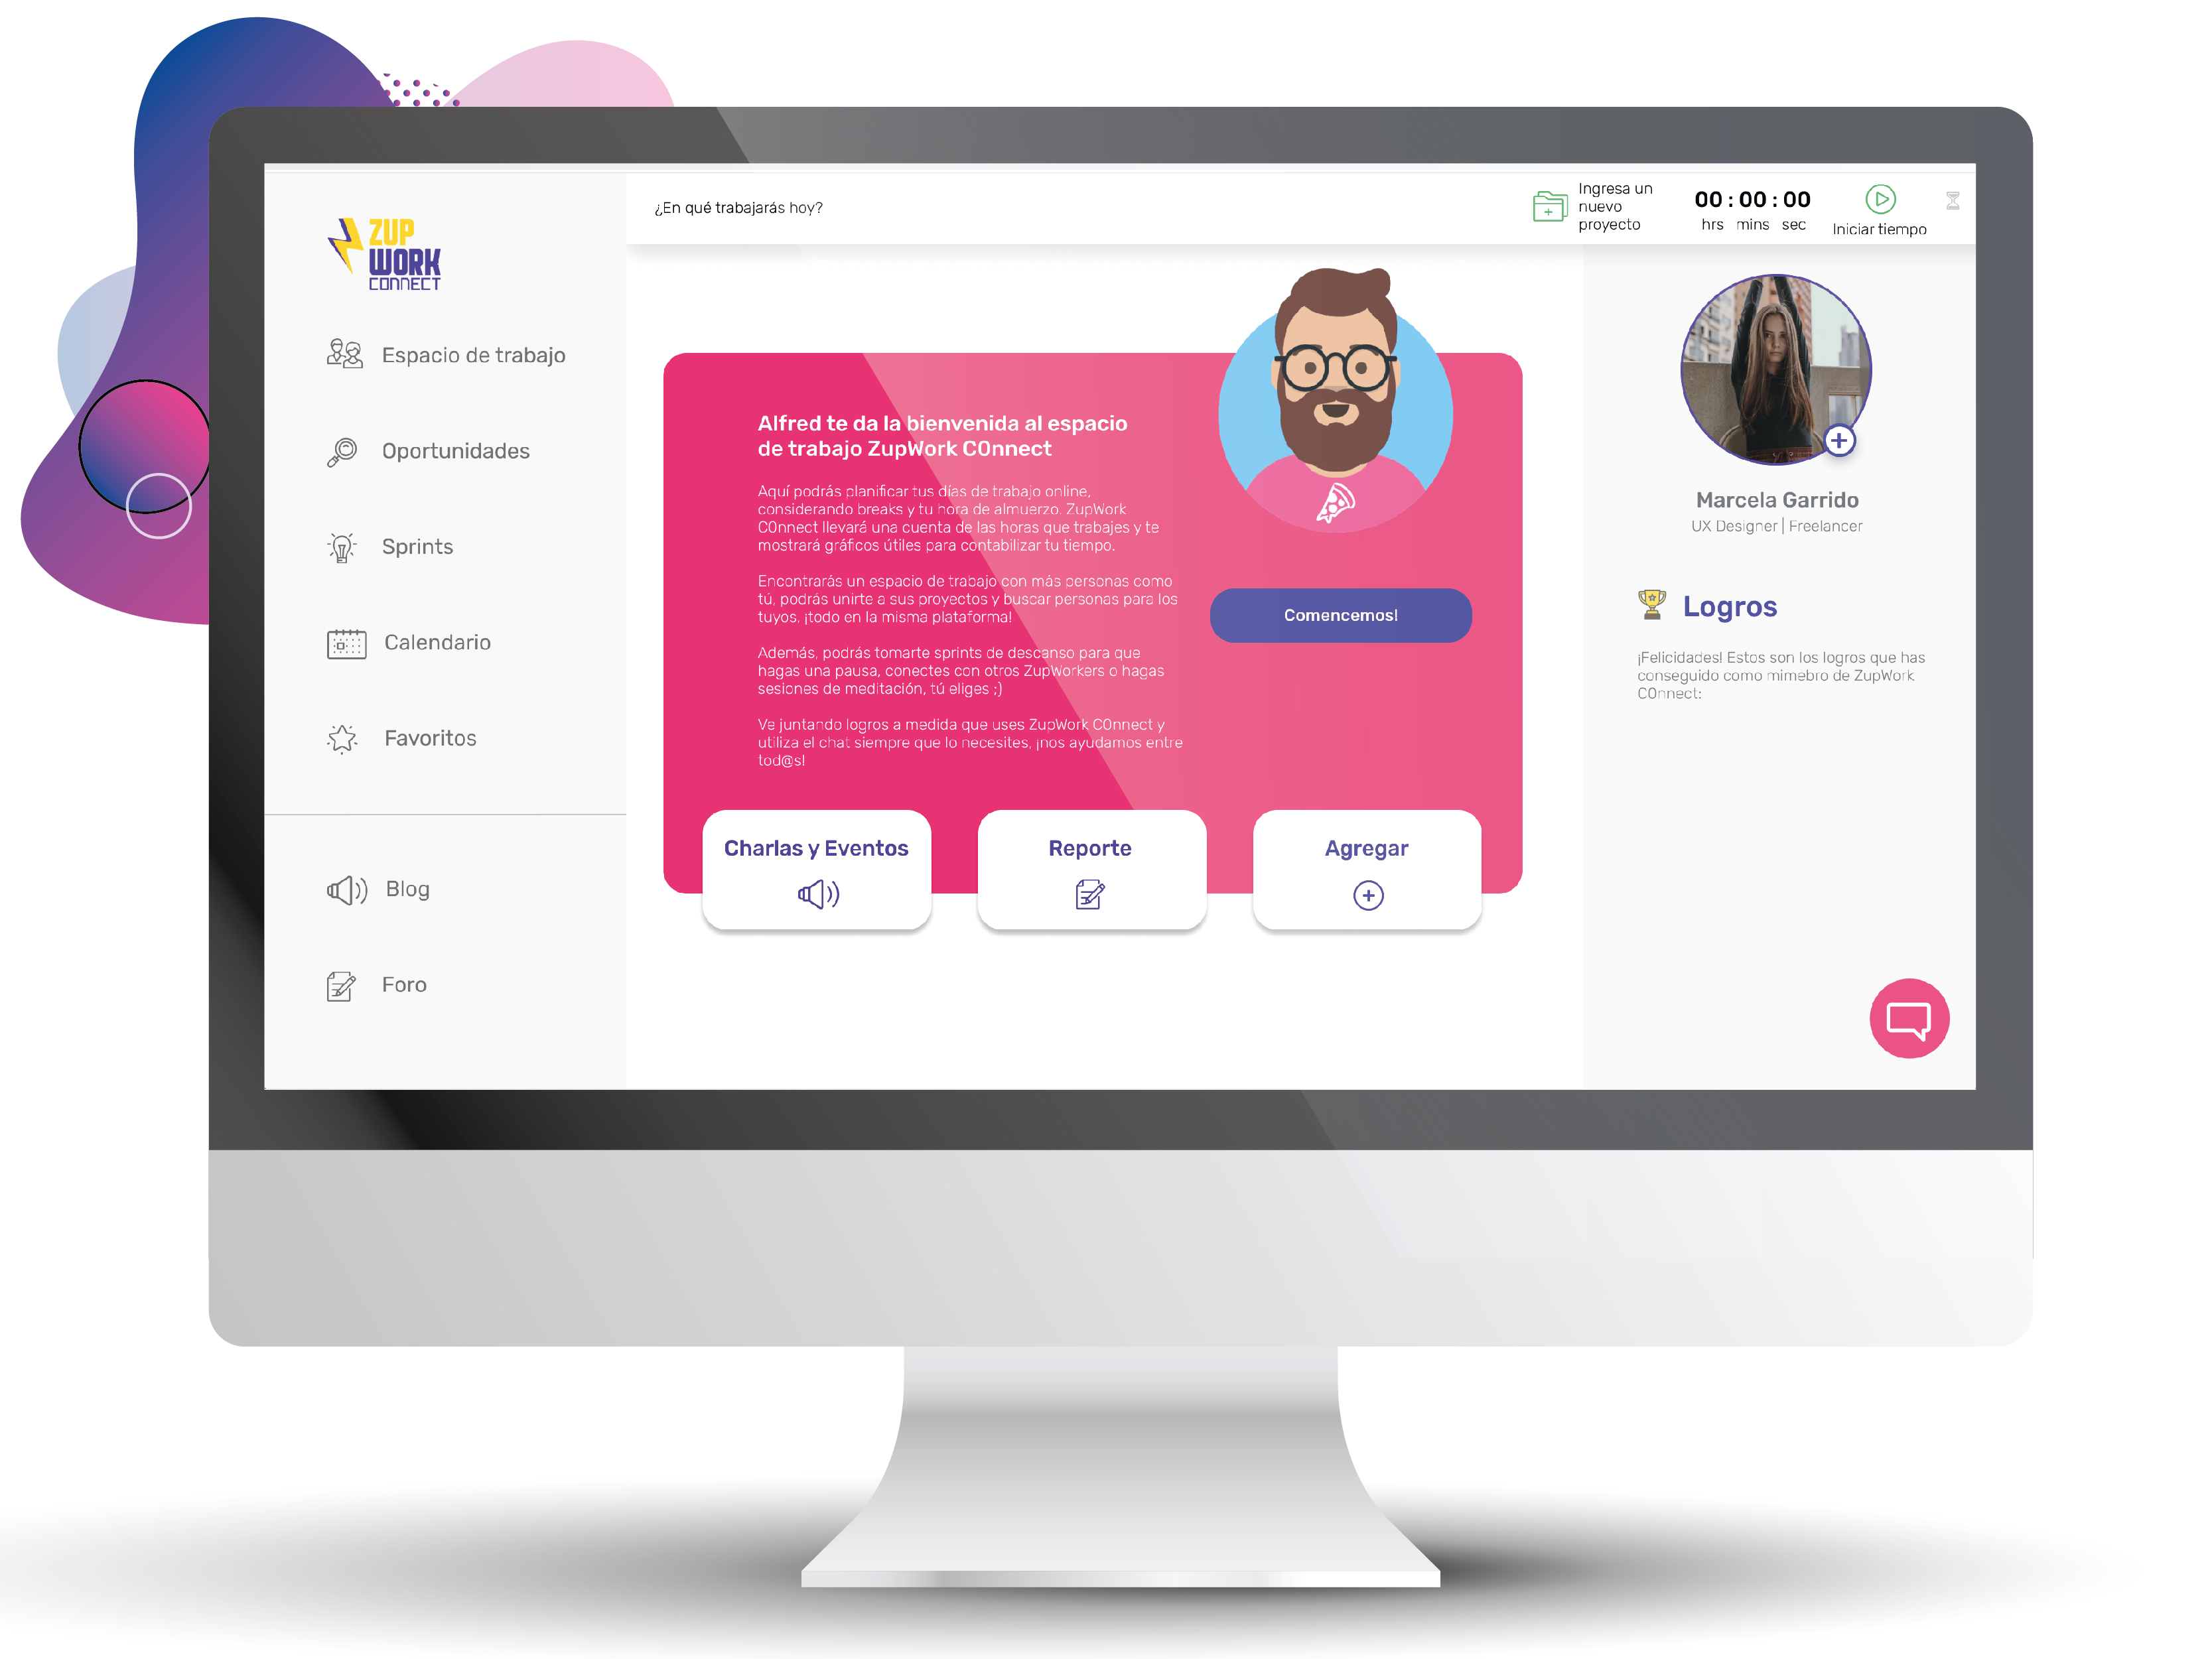 ZUP
WORK
CONNECT
Espacio de trabajo
Oportunidades
Sprints
Calendario
Favoritos
Blog
Foro
¿En qué trabajarás hoy?
Ingresa un
nuevo
proyecto
00 : 00 : 00
hrs mins sec
Iniciar tiempo
Alfred te da la bienvenida al espacio
de trabajo ZupWork C0nnect
Aquí podrás planificar tus días de trabajo online,
considerando breaks y tu hora de almuerzo. ZupWork
C0nnect llevará una cuenta de las horas que trabajes y te
mostrará gráficos útiles para contabilizar tu tiempo.
Encontrarás un espacio de trabajo con más personas como
tú, podrás unirte a sus proyectos y buscar personas para los
tuyos, ¡todo en la misma plataforma!
Además, podrás tomarte sprints de descanso para que
hagas una pausa, conectes con otros ZupWorkers o hagas
sesiones de meditación, tú eliges ;)
Ve juntando logros a medida que uses ZupWork C0nnect y
utiliza el chat siempre que lo necesites, ¡nos ayudamos entre
tod@s!
Comencemos!
Charlas y Eventos
Reporte
Agregar
Marcela Garrido
UX Designer | Freelancer
Logros
¡Felicidades! Estos son los logros que has
conseguido como mimebro de ZupWork
C0nnect: